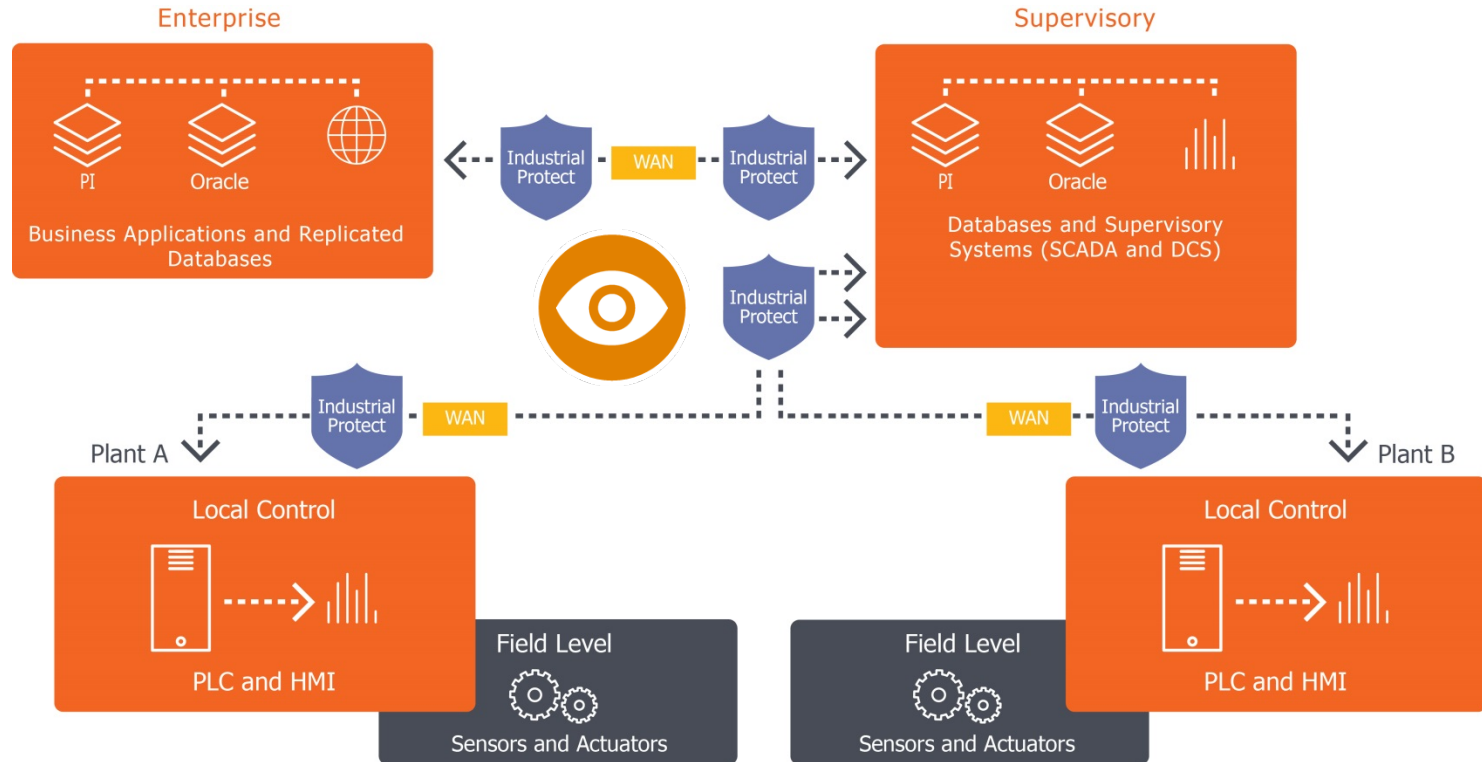 Enterprise
Supervisory
PI
Oracle
Business Applications and Replicated
Databases
Industrial
Protect
WAN
Industrial
Protect
PI
Oracle
Databases and Supervisory
Systems (SCADA and DCS)
Industrial
Protect
Industrial
Protect
WAN
WAN
Industrial
Protect
Plant A
Plant B
Local Control
PLC and HMI
Field Level
Sensors and Actuators
Field Level
Sensors and Actuators
Local Control
PLC and HMI